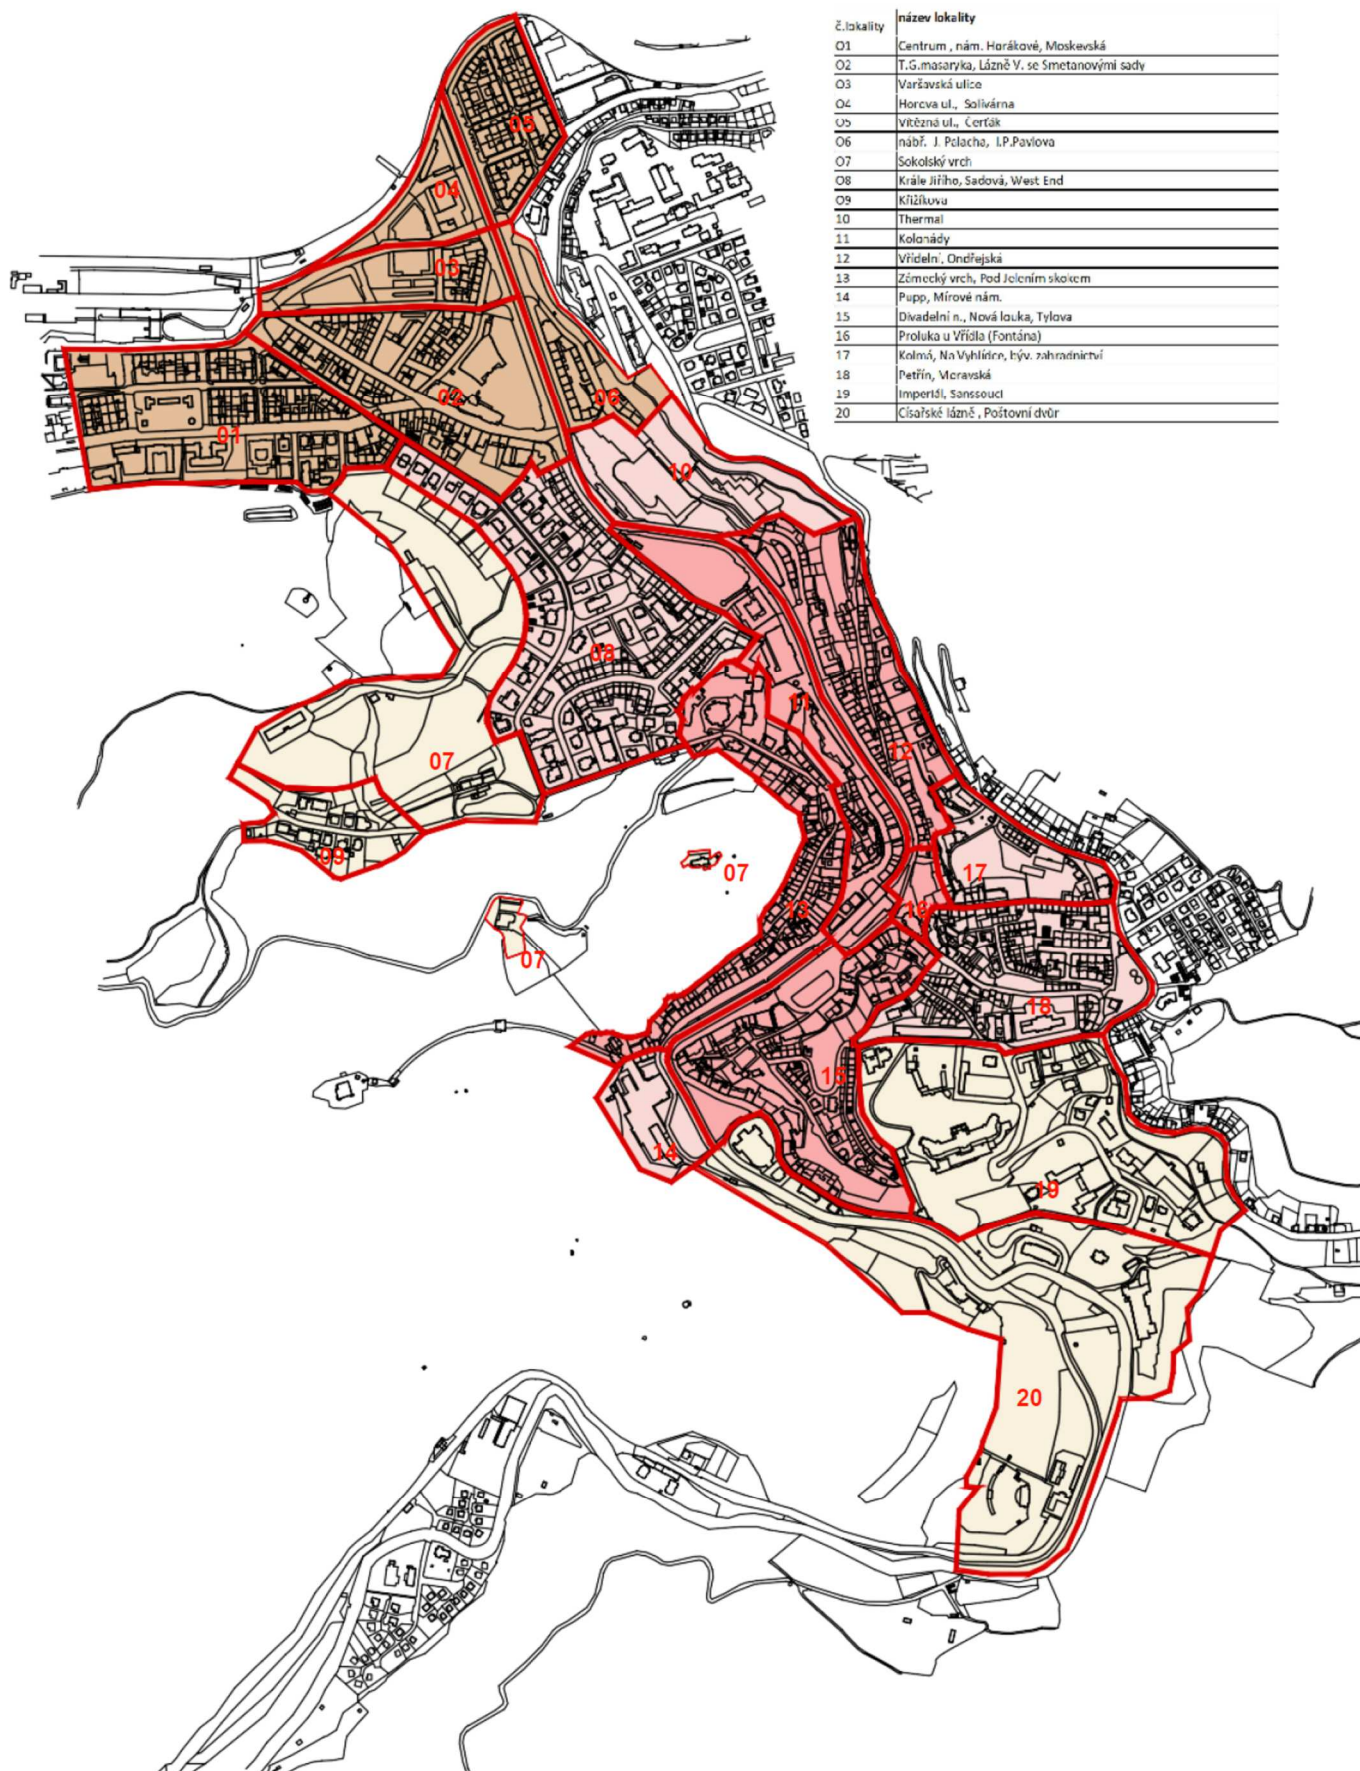 č.lokality název lokality
01 Centrum , nám. Horákové, Moskevská
02 T.G.masaryka, Lázně V. se Smetanovými sady
03 Varšavská ulice
04 Horova ul., Solivárna
05 Vítězná ul., Čerťák
06 nábř. J. Palacha, I.P.Pavlova
07 Sokolský vrch
08 Krále Jiřího, Sadová, West End
09 Křižíkova
10 Thermal
11 Kolonády
12 Vřídelní, Ondřejská
13 Zámecký vrch, Pod Jelením skokem
14 Pupp, Mírové nám.
15 Divadelní n., Nová louka, Tylova
16 Proluka u Vřídla (Fontána)
17 Kolmá, Na Vyhlídce, býv. zahradnictví
18 Petřín, Moravská
19 Imperiál, Sanssouci
20 Císařské lázně , Poštovní dvůr
05
04
03
06
02
01
10
08
11
12
07
09
07
17
13
16
07
18
15
14
19
20